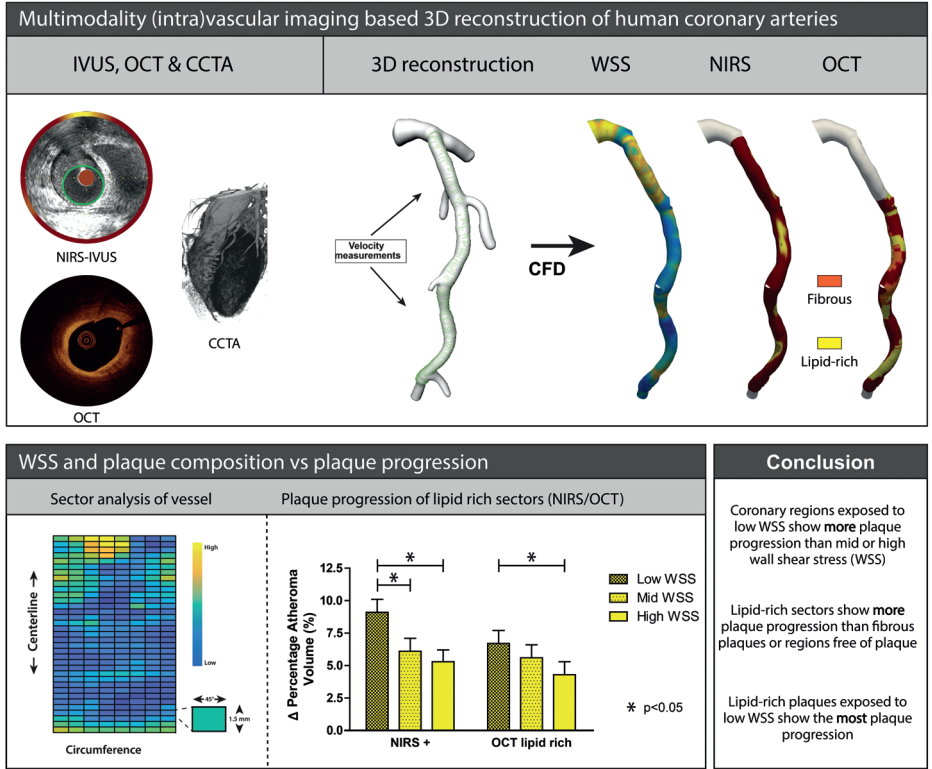 Multimodality (intra)vascular imaging based 3D reconstruction of human coronary arteries
IVUS, OCT & CCTA
3D reconstruction
WSS
NIRS
OCT
NIRS-IVUS
OCT
CCTA
Velocity
measurements
CFD
Fibrous
Lipid-rich
WSS and plaque composition vs plaque progression
Sector analysis of vessel
Plaque progression of lipid rich sectors (NIRS/OCT)
Centerline
High
Low
45°
1.5 mm
Circumference
Δ Percentage Atheroma
Volume (%)
12.5
10.0
7.5
5.0
2.5
0.0
*
*
*
NIRS +
OCT lipid rich
Low WSS
Mid WSS
High WSS
* p<0.05
Conclusion
Coronary regions exposed to
low WSS show more plaque
progression than mid or high
wall shear stress (WSS)
Lipid-rich sectors show more
plaque progression than fibrous
plaques or regions free of plaque
Lipid-rich plaques exposed to
low WSS show the most plaque
progression